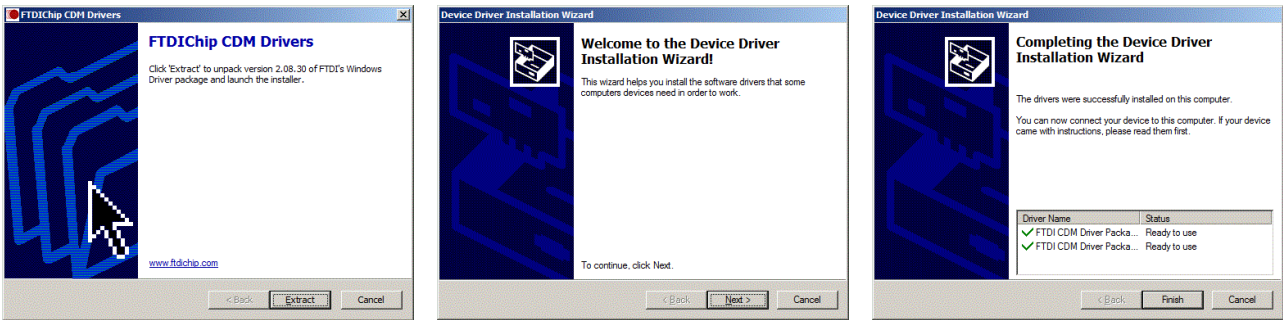 FTDIChip CDM Drivers
FTDIChip CDM Drivers
Click 'Extract' to unpack version 2.08.30 of FTDI's Windows
Driver package and launch the installer.
www.ftdichip.com
< Back
Extract
Cancel
Device Driver Installation Wizard
Welcome to the Device Driver
Installation Wizard!
This wizard helps you install the software drivers that some
computers devices need in order to work.
To continue, click Next.
< Back
Next >
Cancel
Device Driver Installation Wizard
Completing the Device Driver
Installation Wizard
The drivers were successfully installed on this computer.
You can now connect your device to this computer. If your device
came with instructions, please read them first.
Driver Name Status
FTDI CDM Driver Packa... Ready to use
FTDI CDM Driver Packa... Ready to use
< Back
Finish
Cancel